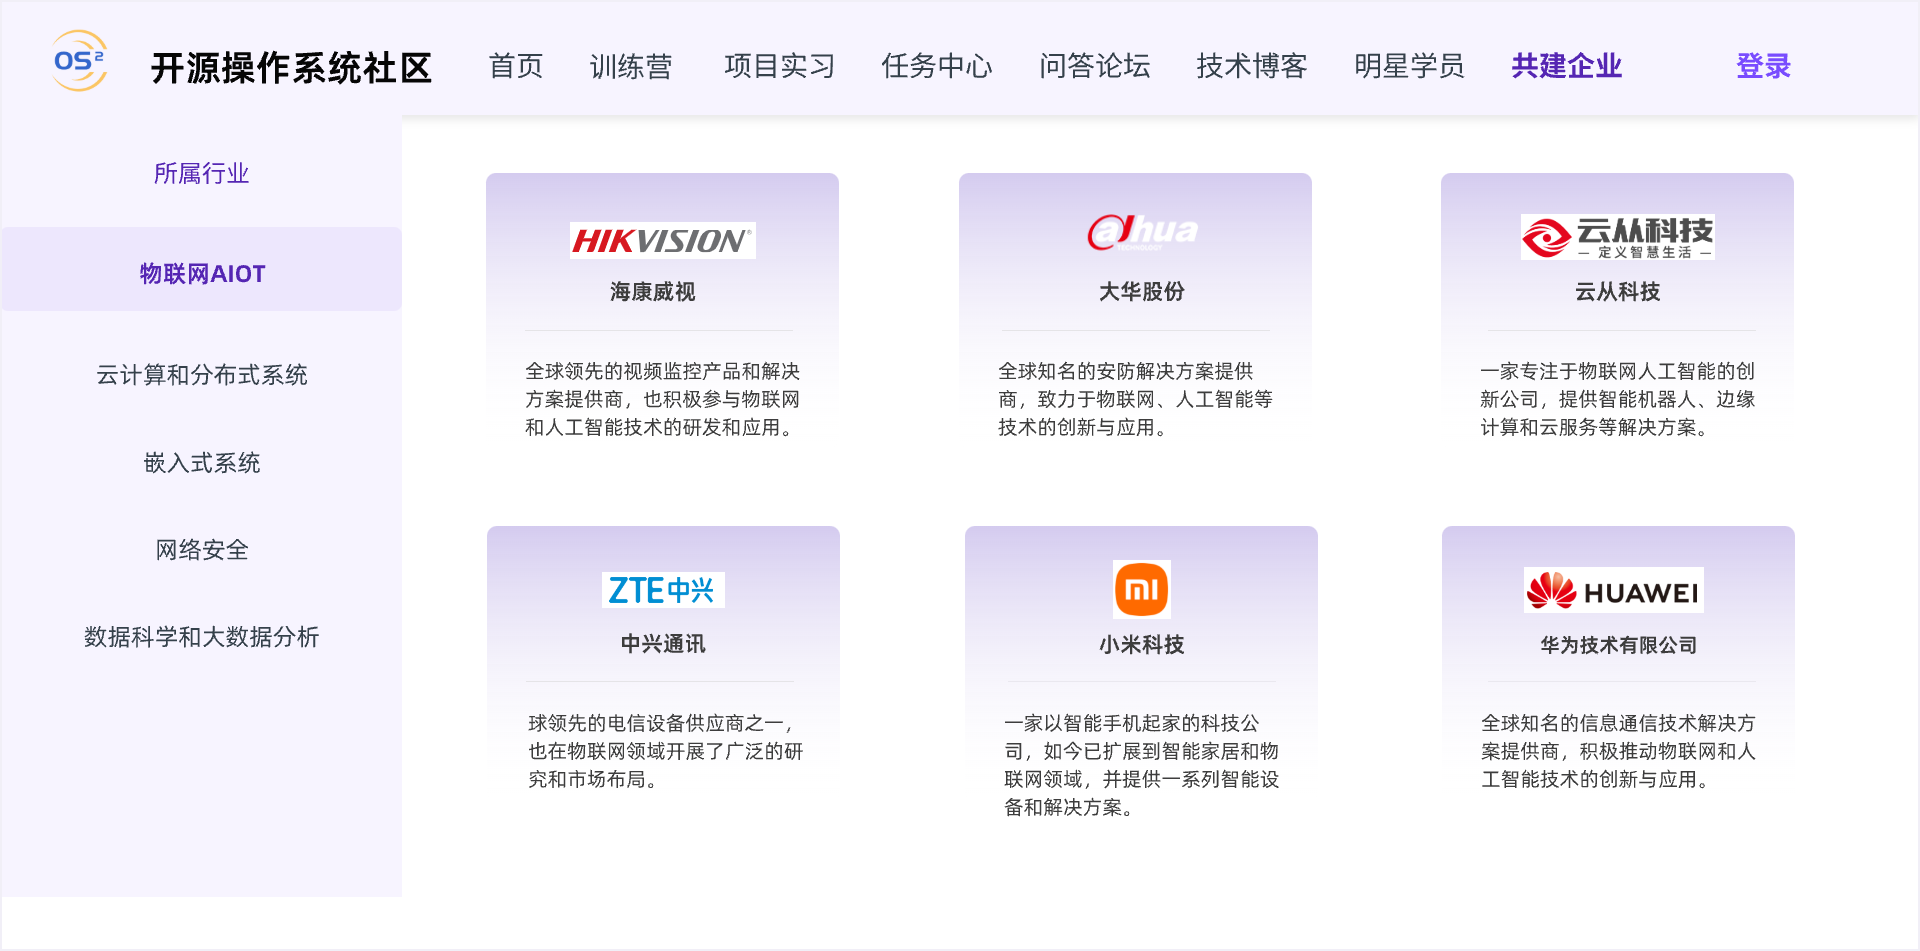 OS²
开源操作系统社区
首页
训练营
项目实习
任务中心
问答论坛
技术博客
明星学员
共建企业
登录
所属行业
物联网AIOT
云计算和分布式系统
嵌入式系统
网络安全
数据科学和大数据分析
HIKVISION®
海康威视
全球领先的视频监控产品和解决
方案提供商，也积极参与物联网
和人工智能技术的研发和应用。
alhua
TECHNOLOGY
大华股份
全球知名的安防解决方案提供
商，致力于物联网、人工智能等
技术的创新与应用。
云从科技
— 定义智慧生活 —
云从科技
一家专注于物联网人工智能的创
新公司，提供智能机器人、边缘
计算和云服务等解决方案。
ZTE中兴
中兴通讯
球领先的电信设备供应商之一，
也在物联网领域开展了广泛的研
究和市场布局。
mi
小米科技
一家以智能手机起家的科技公
司，如今已扩展到智能家居和物
联网领域，并提供一系列智能设
备和解决方案。
HUAWEI
华为技术有限公司
全球知名的信息通信技术解决方
案提供商，积极推动物联网和人
工智能技术的创新与应用。